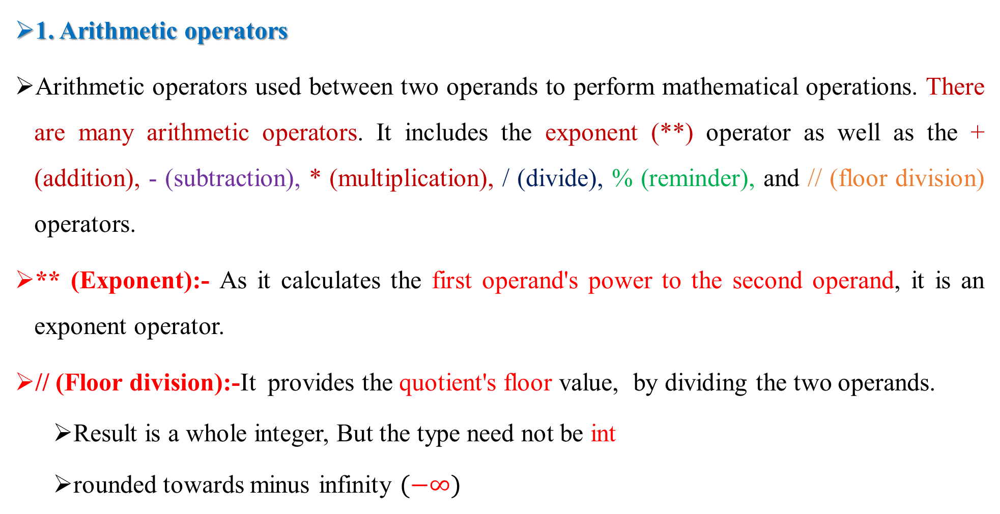 ➢1. Arithmetic operators
➢Arithmetic operators used between two operands to perform mathematical operations. There
are many arithmetic operators. It includes the exponent (**) operator as well as the +
(addition), - (subtraction), * (multiplication), / (divide), % (reminder), and // (floor division)
operators.
➢** (Exponent):- As it calculates the first operand's power to the second operand, it is an
exponent operator.
➢// (Floor division):-It provides the quotient's floor value, by dividing the two operands.
➢Result is a whole integer, But the type need not be int
➢rounded towards minus infinity (−∞)